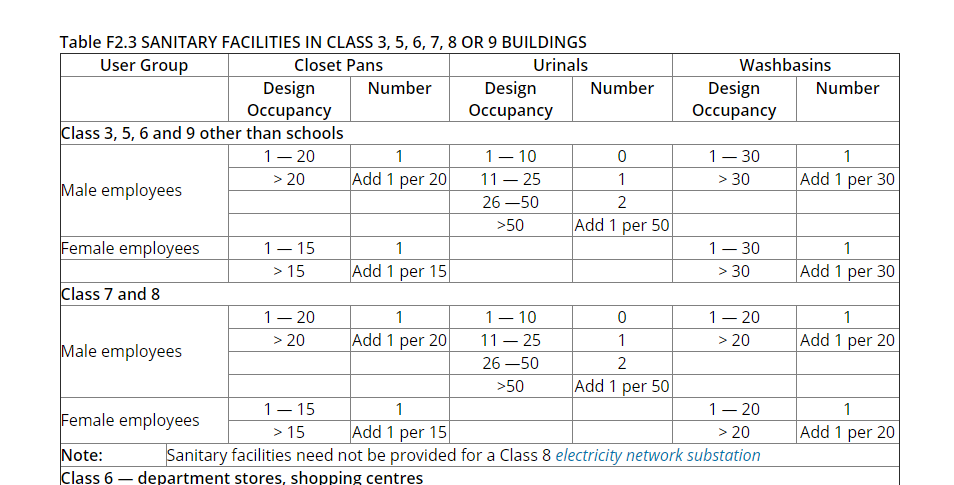 Table F2.3 SANITARY FACILITIES IN CLASS 3, 5, 6, 7, 8 OR 9 BUILDINGS
User Group Closet Pans Urinals Washbasins
Design Occupancy Number Design Occupancy Number Design Occupancy Number
Class 3, 5, 6 and 9 other than schools
Male employees
1 — 20 1 1 — 10 0 1 — 30 1
> 20 Add 1 per 20 11 — 25 1 > 30 Add 1 per 30
26 —50 2
>50 Add 1 per 50
Female employees 1 — 15 1 1 — 30 1
> 15 Add 1 per 15 > 30 Add 1 per 30
Class 7 and 8
Male employees
1 — 20 1 1 — 10 0 1 — 20 1
> 20 Add 1 per 20 11 — 25 1 > 20 Add 1 per 20
26 —50 2
>50 Add 1 per 50
Female employees
1 — 15 1 1 — 20 1
> 15 Add 1 per 15 > 20 Add 1 per 20
Note: Sanitary facilities need not be provided for a Class 8 electricity network substation
Class 6 — department stores, shopping centres